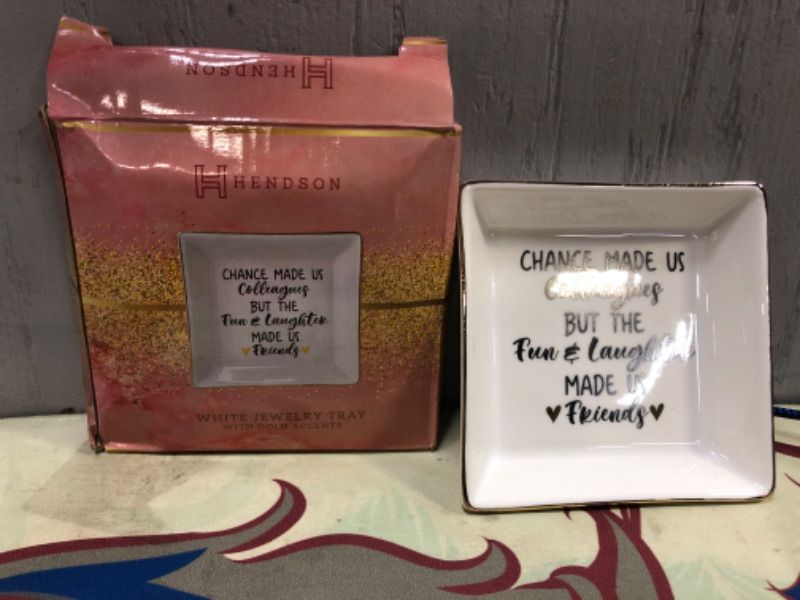 HENDSON
HENDSON
CHANCE MADE US
Colleagues
BUT THE
Fun & Laughter
MADE US
Friends
WHITE JEWELRY TRAY
WITH GOLD ACCENTS
CHANCE MADE US
Colleagues
BUT THE
Fun & Laughter
MADE US
Friends